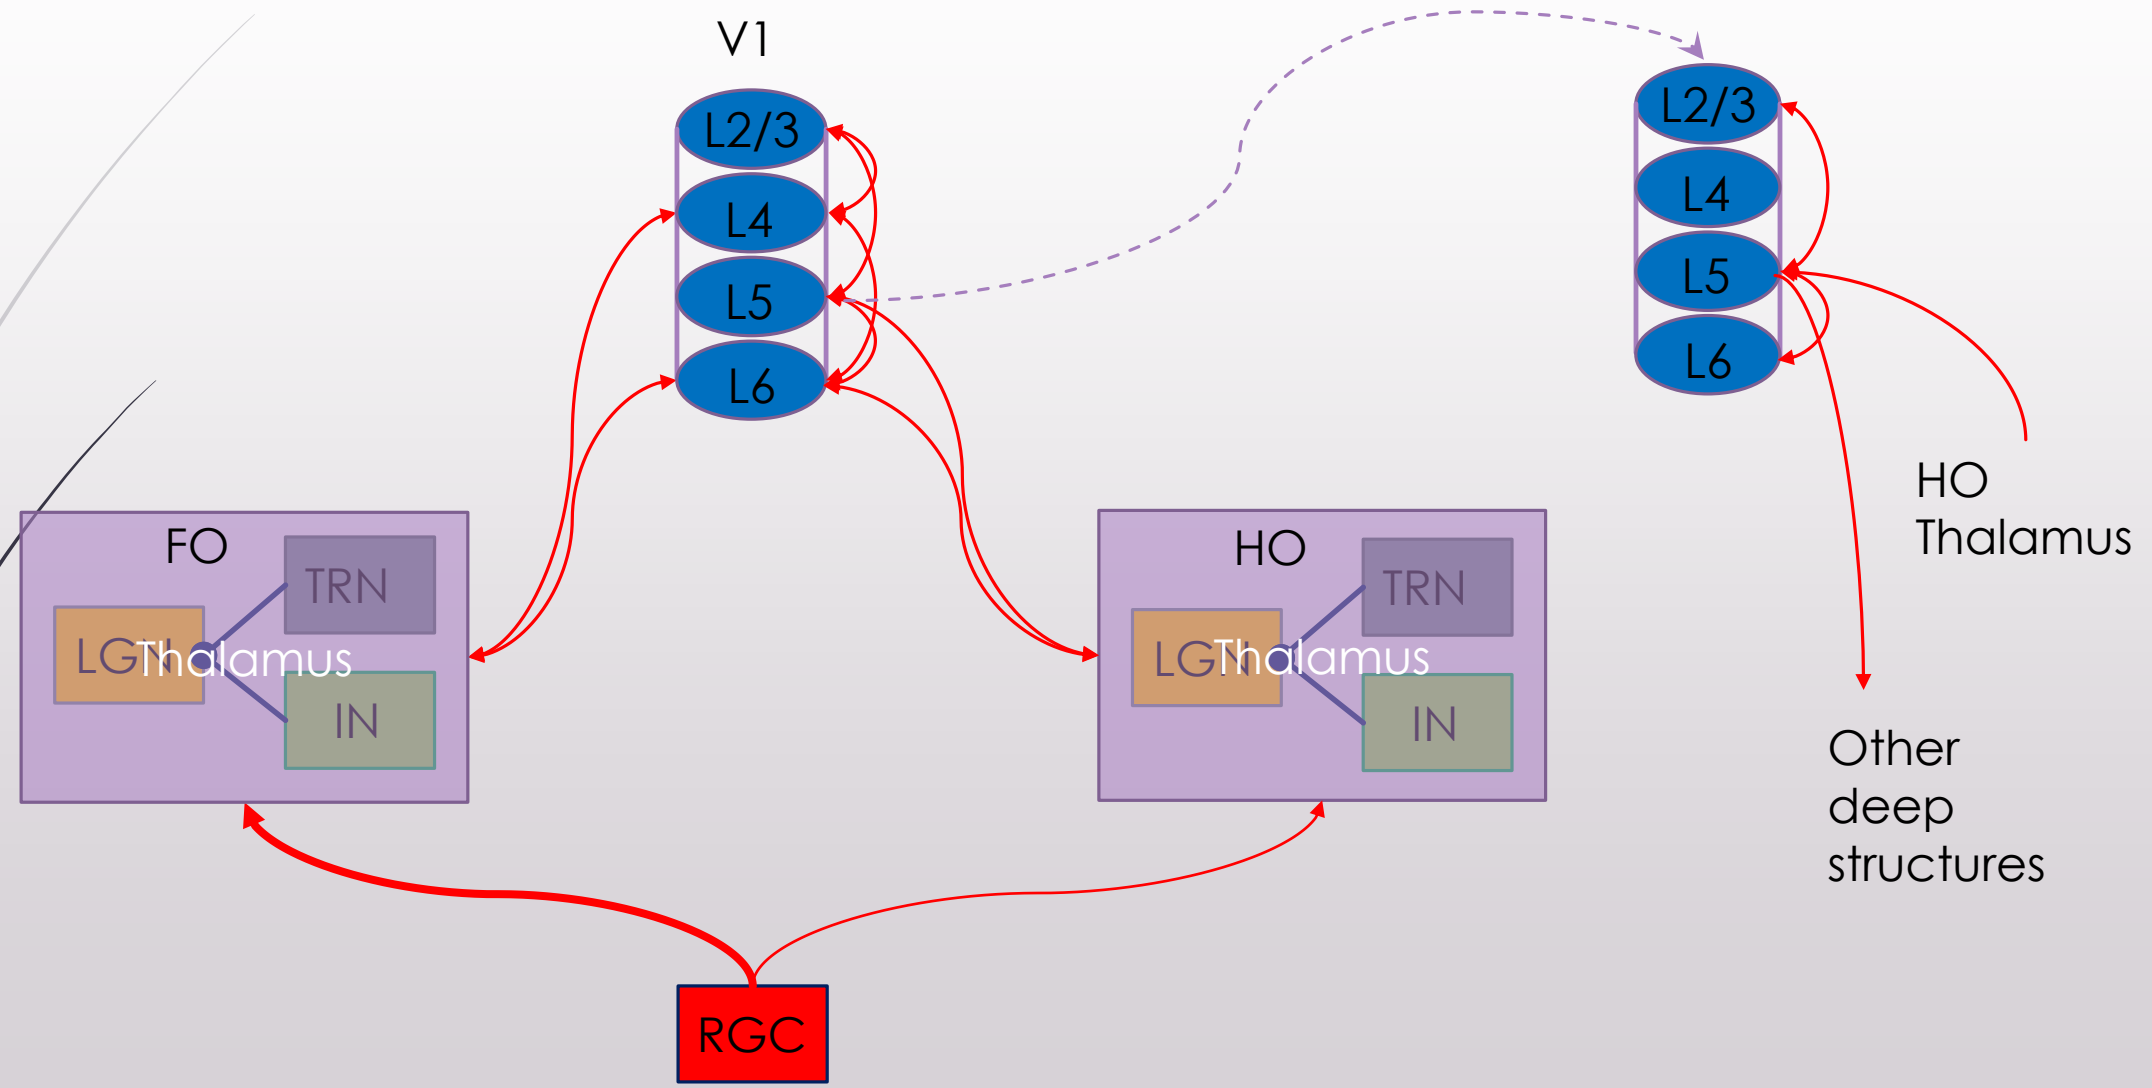 V1
L2/3
L4
L5
L6
L2/3
L4
L5
L6
FO
TRN
LGN
Thalamus
IN
HO
TRN
LGN
Thalamus
IN
HO
Thalamus
Other
deep
structures
RGC